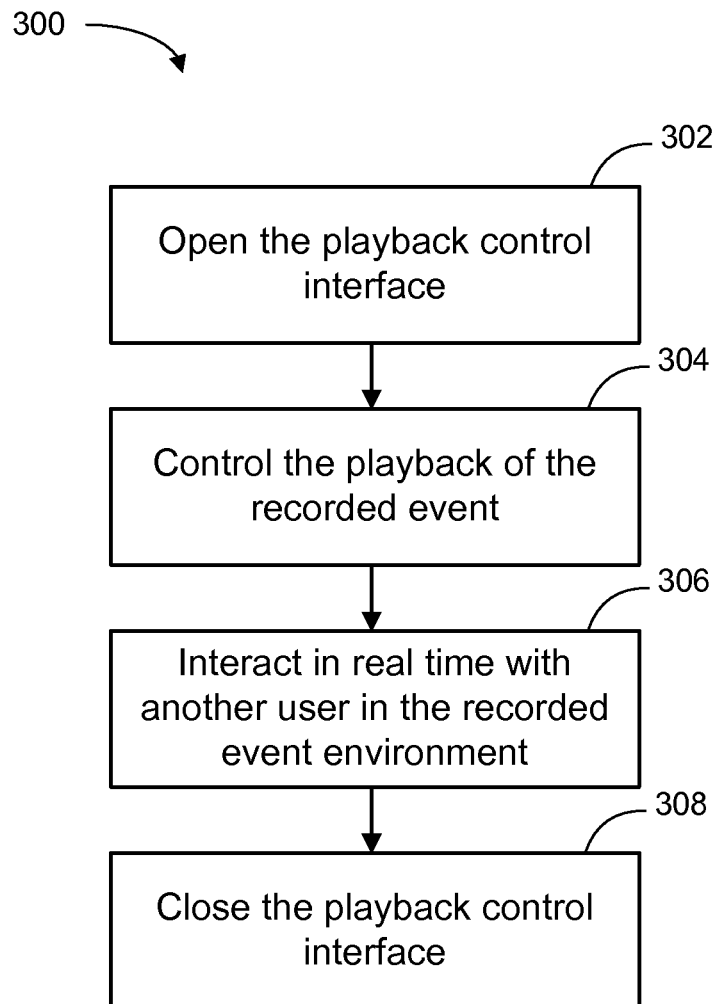 300
302
Open the playback control
interface
304
Control the playback of the
recorded event
306
Interact in real time with
another user in the recorded
event environment
308
Close the playback control
interface